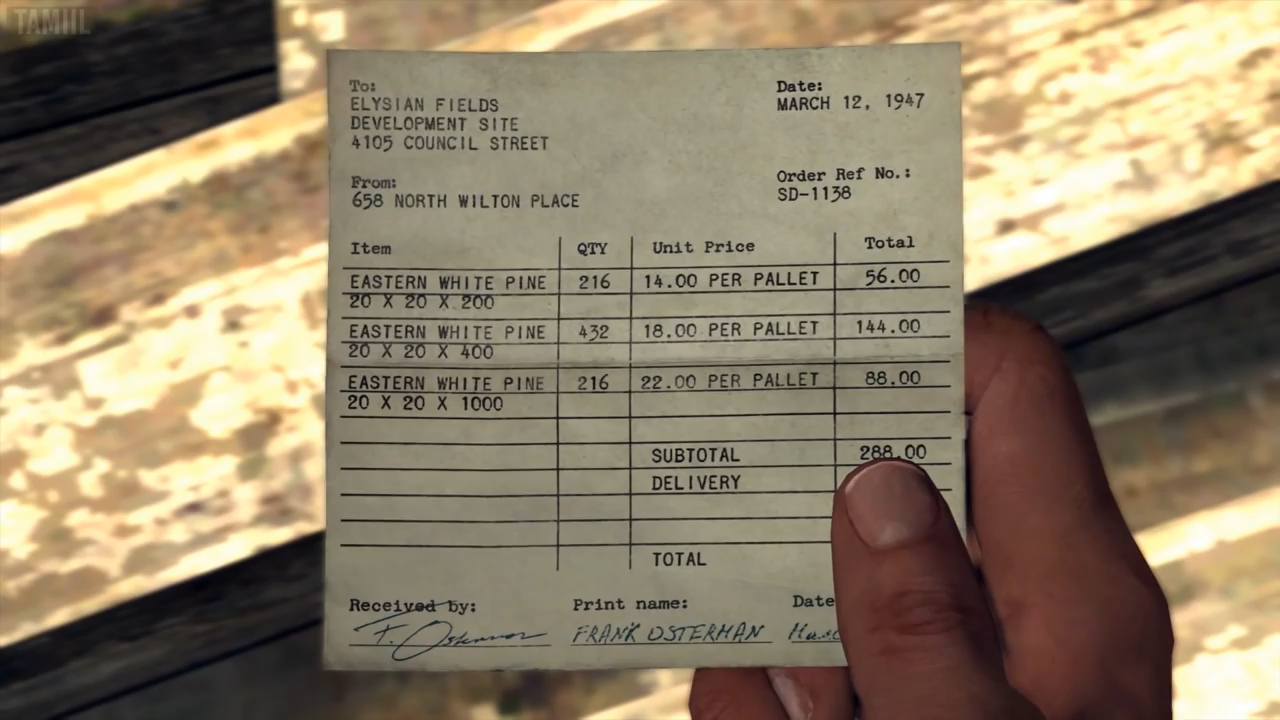 TAMIIL
To:
ELYSIAN FIELDS
DEVELOPMENT SITE
4105 COUNCIL STREET
Date:
MARCH 12, 1947
From:
658 NORTH WILTON PLACE
Order Ref No.:
SD-1138
Item QTY Unit Price Total
EASTERN WHITE PINE 216 14.00 PER PALLET 56.00
20 X 20 X 200
EASTERN WHITE PINE 432 18.00 PER PALLET 144.00
20 X 20 X 400
EASTERN WHITE PINE 216 22.00 PER PALLET 88.00
20 X 20 X 1000
SUBTOTAL 288.00
DELIVERY
TOTAL
Received by: Print name: Date
F. Osterman FRANK OSTERMAN